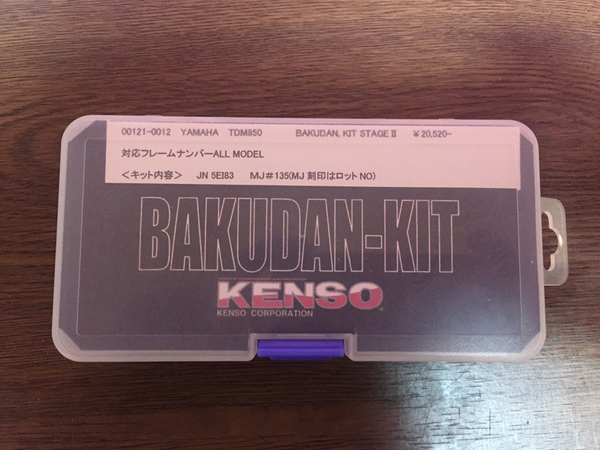 00121-0012 YAMAHA TDM850 BAKUDAN, KIT STAGEⅡ ¥20,520-
対応フレームナンバーALL MODEL
<キット内容> JN 5EI83 MJ#135(MJ 刻印はロットNO)
BAKUDAN-KIT
KENSO
KENSO CORPORATION